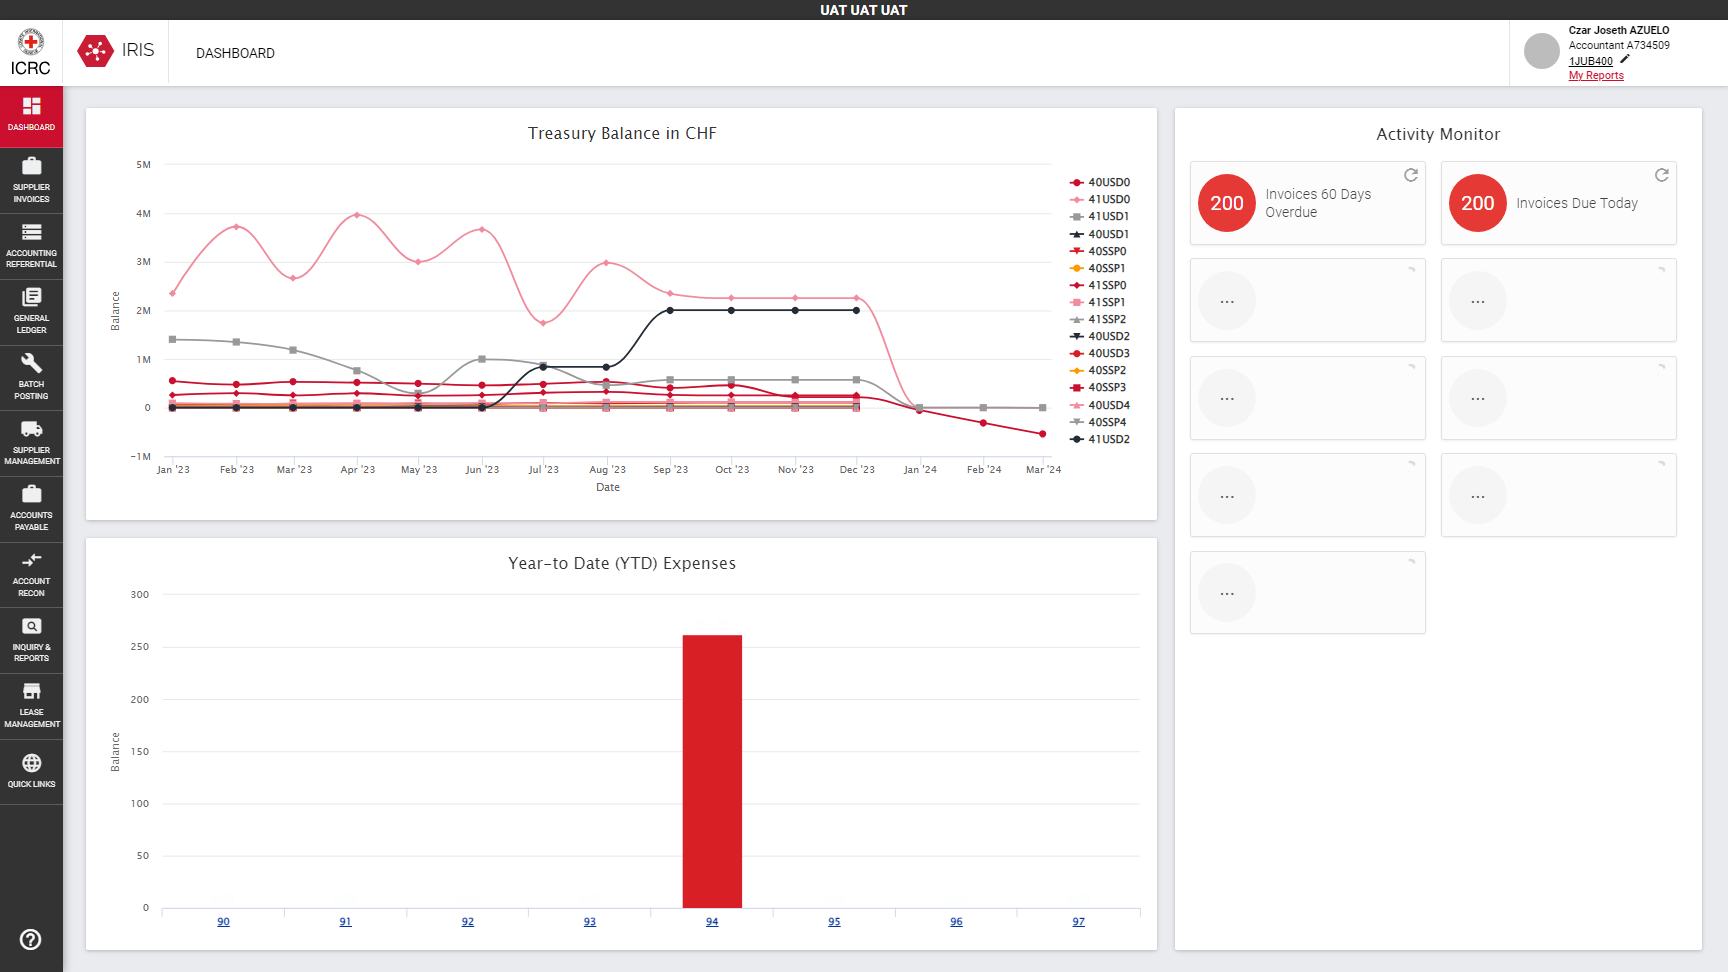 UAT UAT UAT
ICRC
IRIS
DASHBOARD
Czar Joseth AZUELO
Accountant A734509
1JUB400
My Reports
DASHBOARD
SUPPLIER
INVOICES
ACCOUNTING
REFERENTIAL
GENERAL
LEDGER
BATCH
POSTING
SUPPLIER
MANAGEMENT
ACCOUNTS
PAYABLE
ACCOUNT
RECON
INQUIRY &
REPORTS
LEASE
MANAGEMENT
QUICK LINKS
Treasury Balance in CHF
5M
4M
3M
2M
1M
0
−1M
Balance
Jan '23 Feb '23 Mar '23 Apr '23 May '23 Jun '23 Jul '23 Aug '23 Sep '23 Oct '23 Nov '23 Dec '23 Jan '24 Feb '24 Mar '24
Date
40USD0
41USD0
41USD1
40USD1
40SSP0
40SSP1
41SSP0
41SSP1
41SSP2
40USD2
40USD3
40SSP2
40SSP3
40USD4
40SSP4
41USD2
Year-to Date (YTD) Expenses
300
250
200
150
100
50
0
Balance
90 91 92 93 94 95 96 97
Activity Monitor
200
Invoices 60 Days
Overdue
200
Invoices Due Today
...
...
...
...
...
...
...